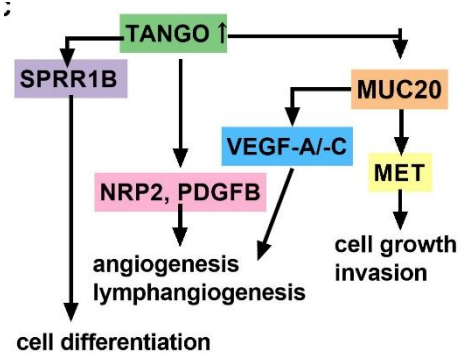 TANGO ↑
SPRR1B
MUC20
VEGF-A/-C
MET
NRP2, PDGFB
cell growth
invasion
angiogenesis
lymphangiogenesis
cell differentiation